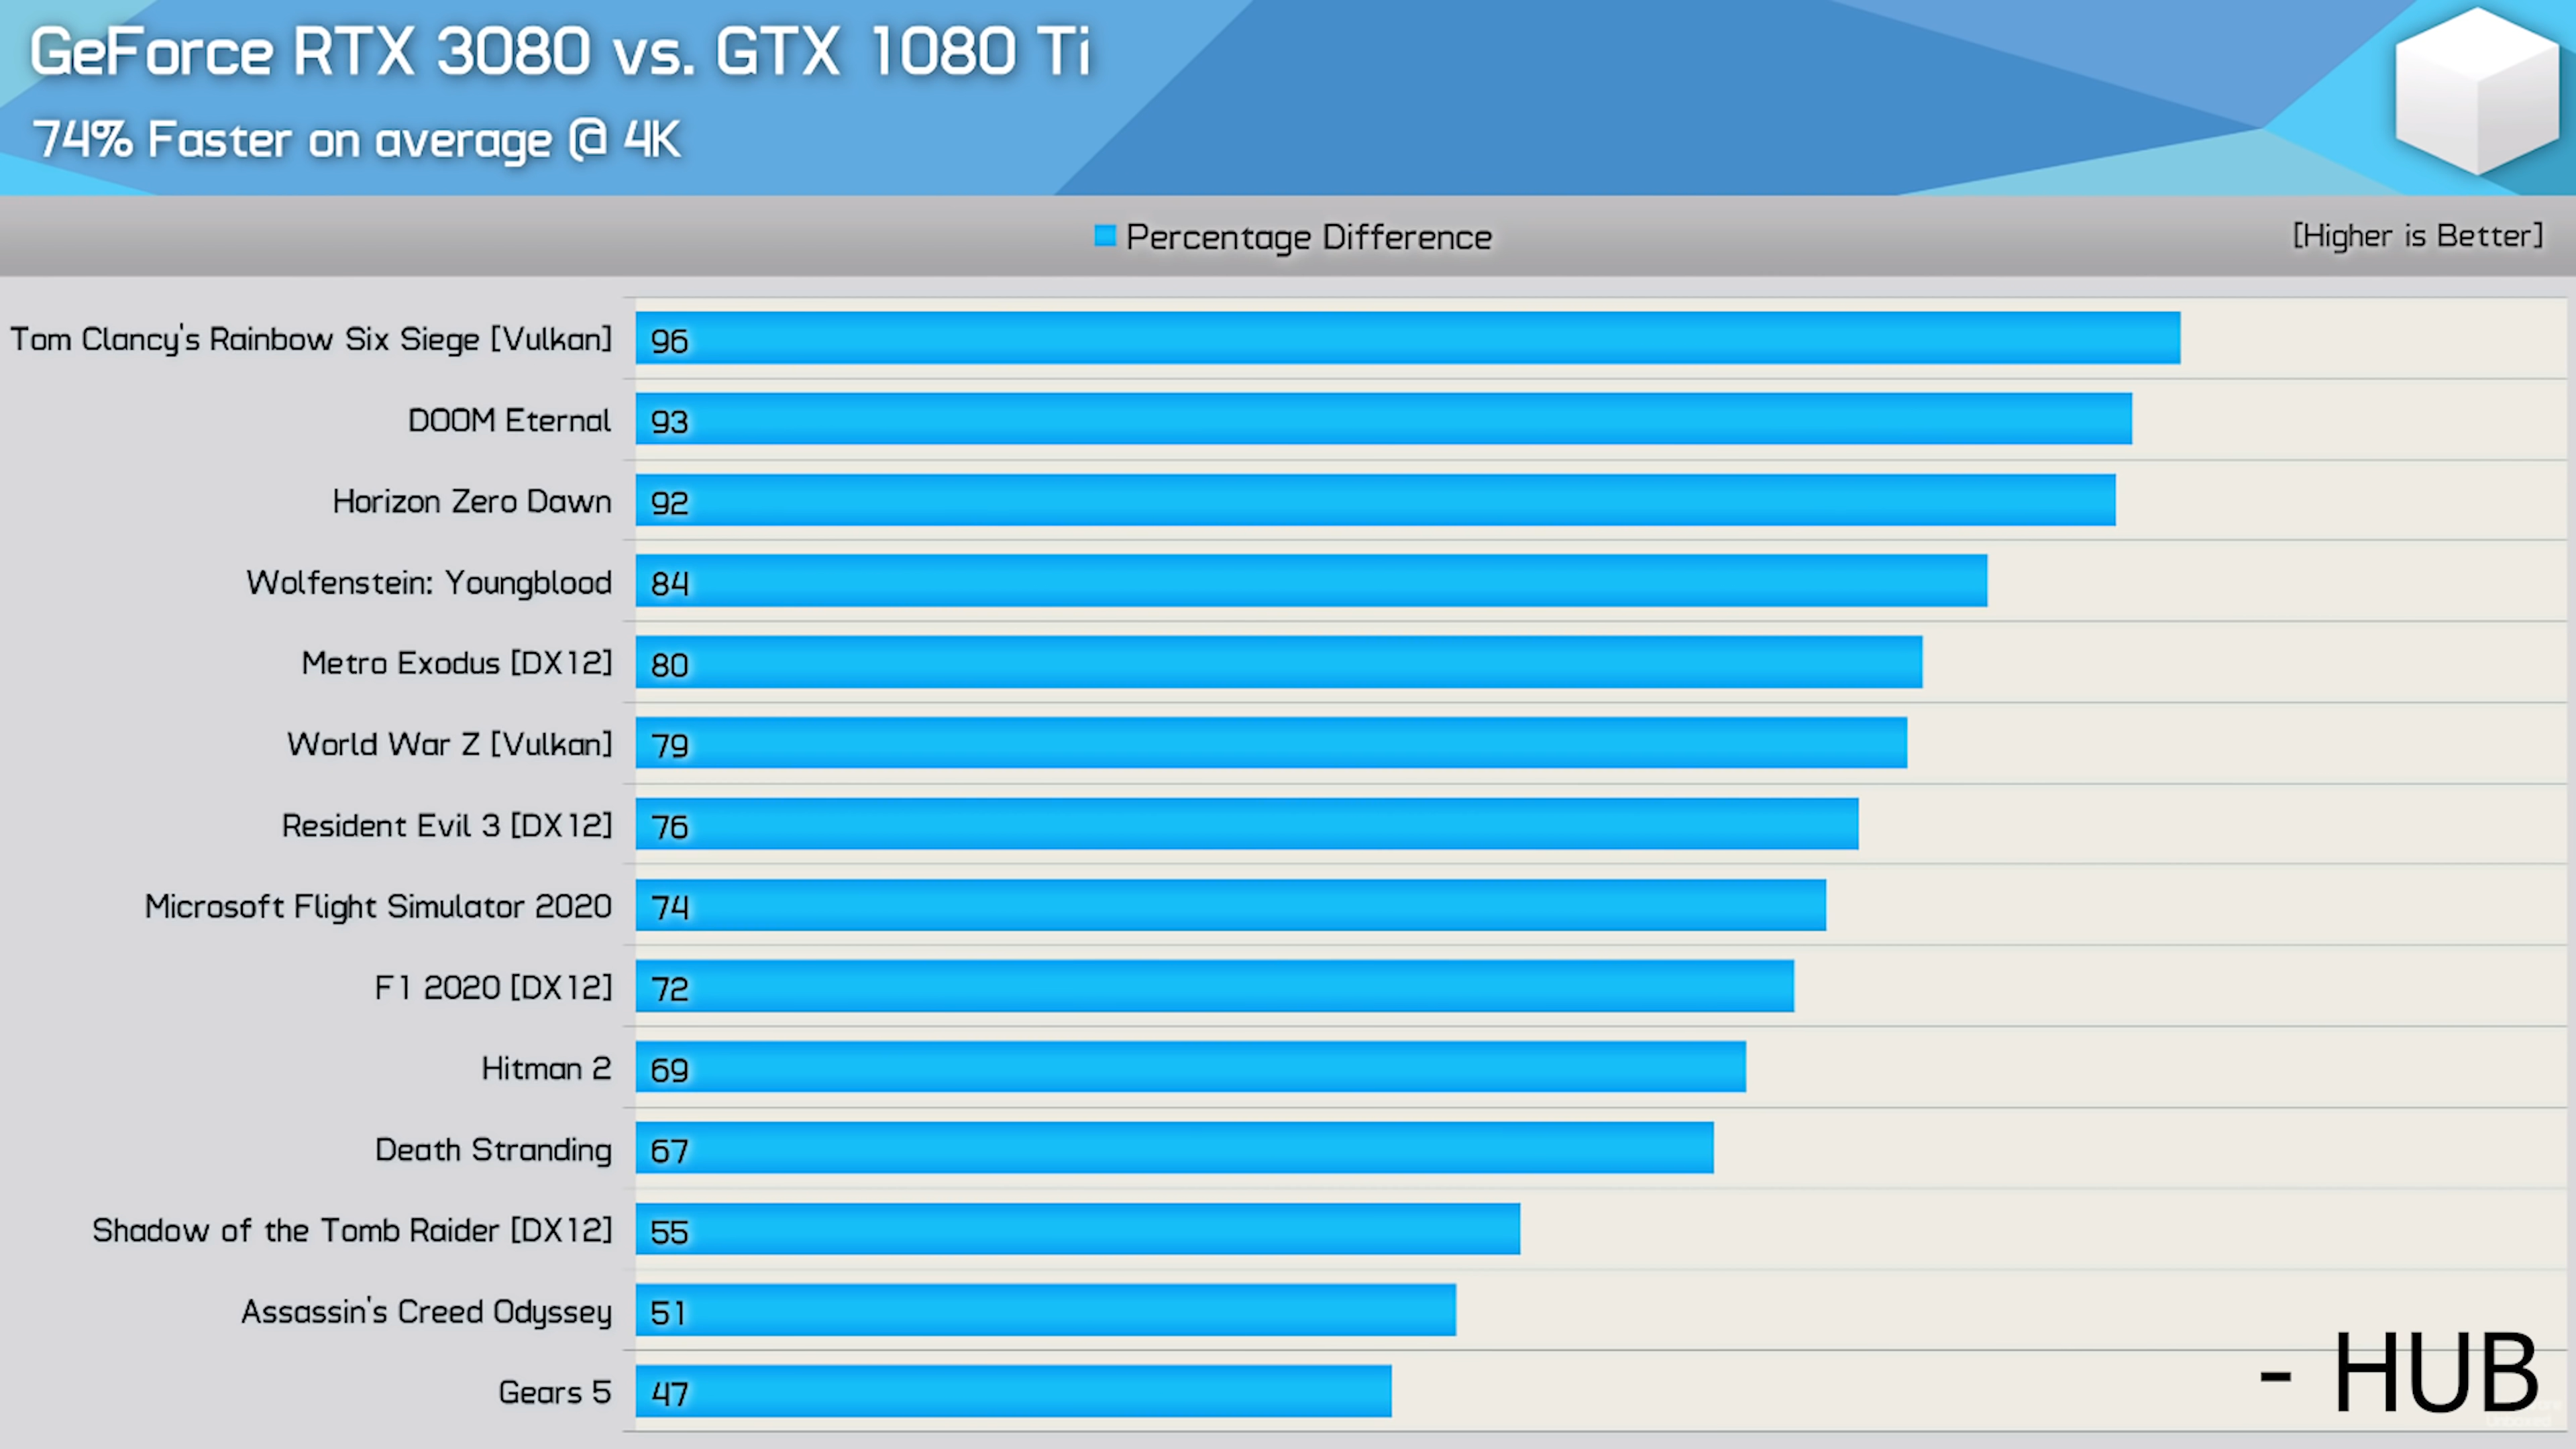 GeForce RTX 3080 vs. GTX 1080 Ti
74% Faster on average @ 4K
Percentage Difference
[Higher is Better]
Tom Clancy's Rainbow Six Siege [Vulkan] 96
DOOM Eternal 93
Horizon Zero Dawn 92
Wolfenstein: Youngblood 84
Metro Exodus [DX12] 80
World War Z [Vulkan] 79
Resident Evil 3 [DX12] 76
Microsoft Flight Simulator 2020 74
F1 2020 [DX12] 72
Hitman 2 69
Death Stranding 67
Shadow of the Tomb Raider [DX12] 55
Assassin's Creed Odyssey 51
Gears 5 47
- HUB